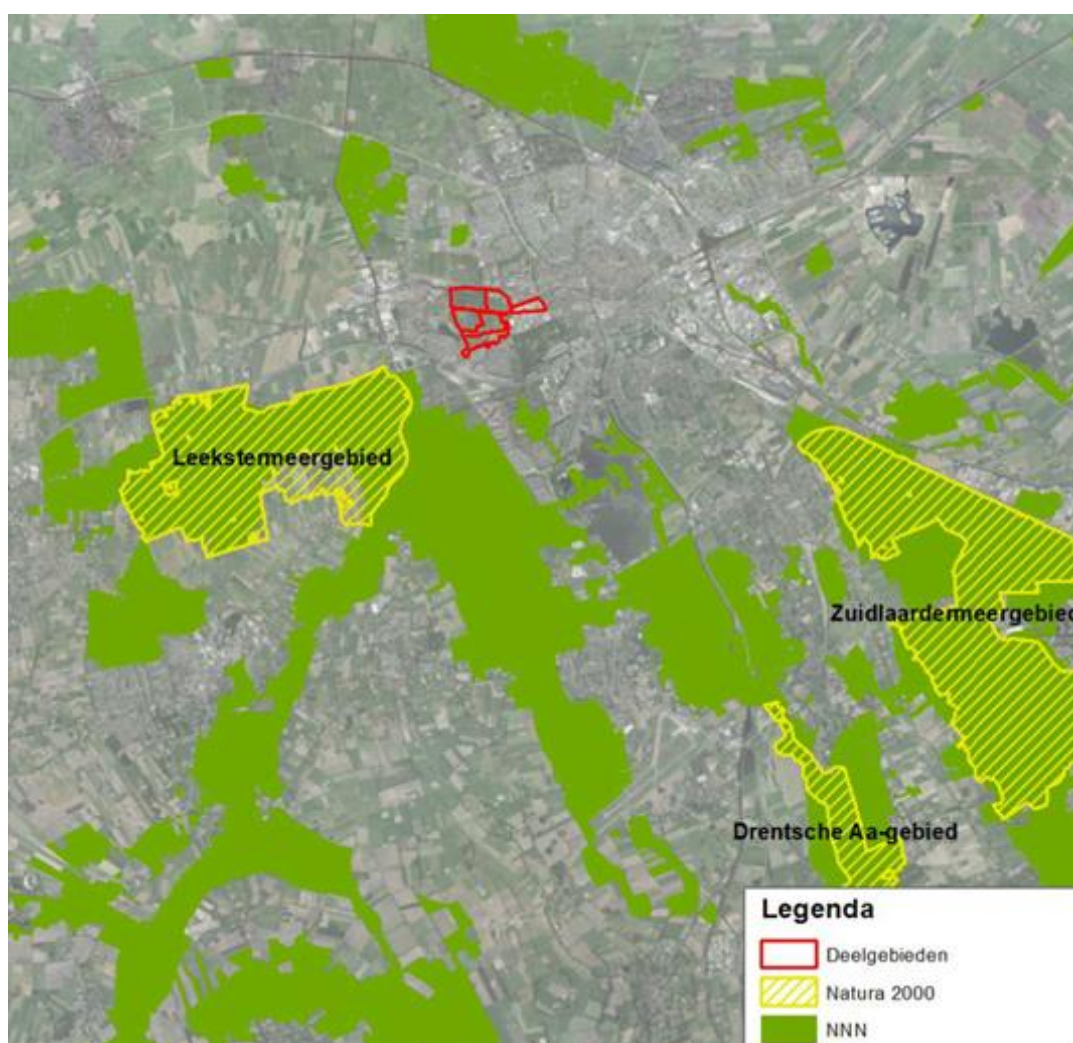 Leekstermeergebied
Zuidlaardermeergebied
Drentsche Aa-gebied
Legenda
Deelgebieden
Natura 2000
NNN